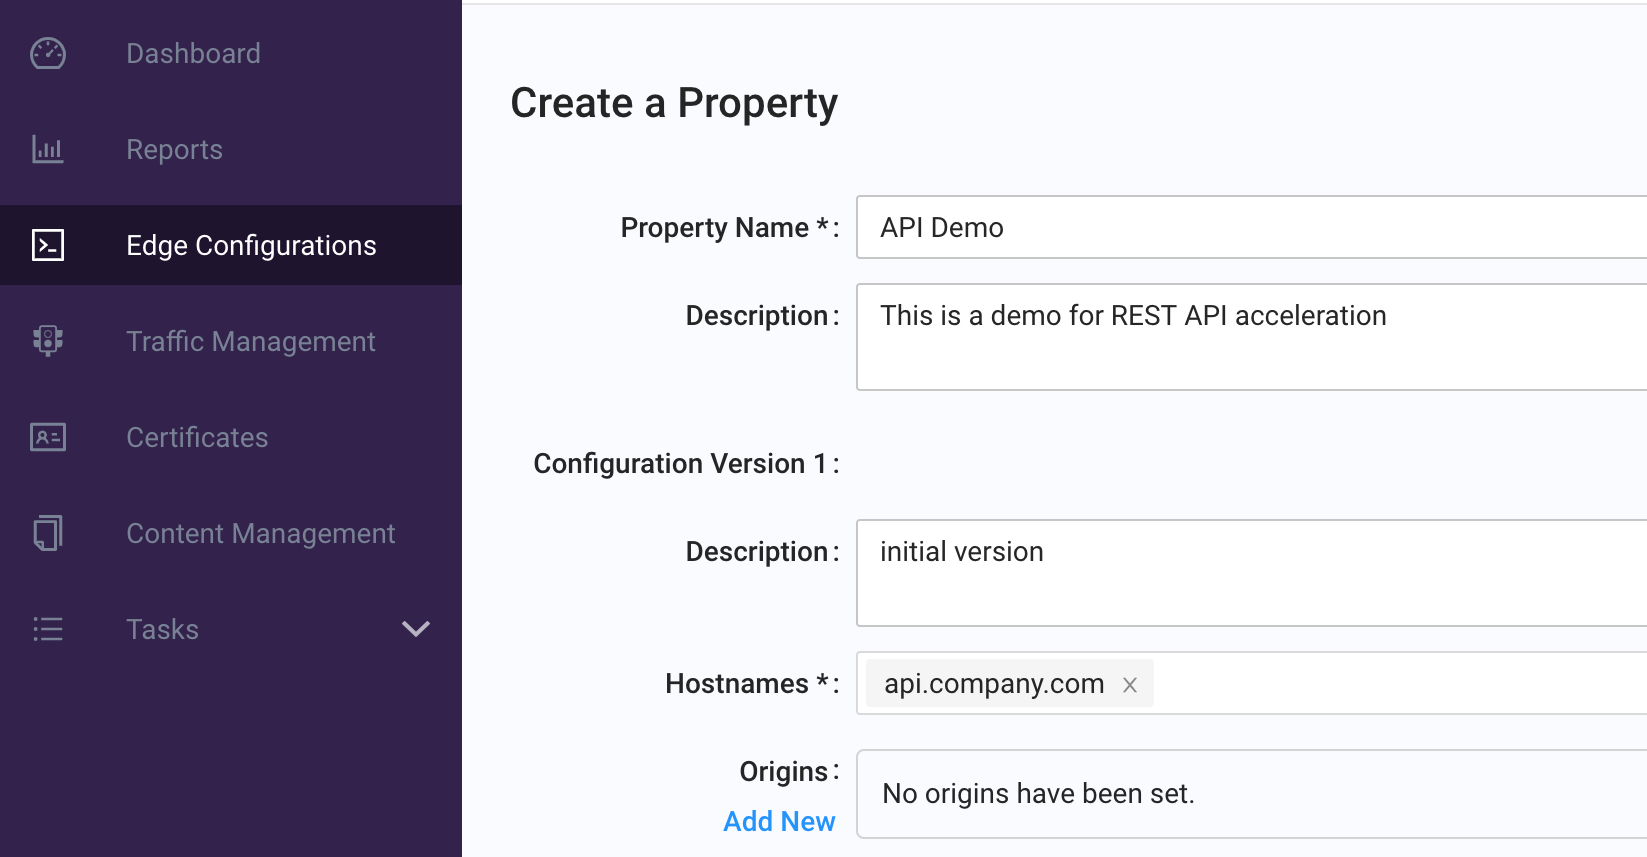 Dashboard
Reports
Edge Configurations
Traffic Management
Certificates
Content Management
Tasks
Create a Property
Property Name *: API Demo
Description: This is a demo for REST API acceleration
Configuration Version 1:
Description: initial version
Hostnames *: api.company.com
Origins: No origins have been set.
Add New